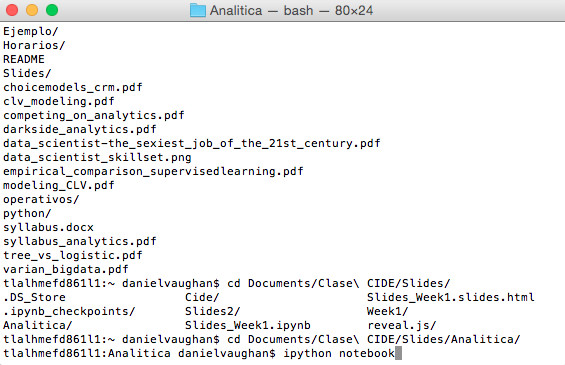 Analitica — bash — 80×24
Ejemplo/
Horarios/
README
Slides/
choicemodels_crm.pdf
clv_modeling.pdf
competing_on_analytics.pdf
darkside_analytics.pdf
data_scientist-the_sexiest_job_of_the_21st_century.pdf
data_scientist_skillset.png
empirical_comparison_supervisedlearning.pdf
modeling_CLV.pdf
operativos/
python/
syllabus.docx
syllabus_analytics.pdf
tree_vs_logistic.pdf
varian_bigdata.pdf
tlalhmefd861l1:~ danielvaughan$ cd Documents/Clase\ CIDE/Slides/
.DS_Store Cide/ Slides_Week1.slides.html
.ipynb_checkpoints/ Slides2/ Week1/
Analitica/ Slides_Week1.ipynb reveal.js/
tlalhmefd861l1:~ danielvaughan$ cd Documents/Clase\ CIDE/Slides/Analitica/
tlalhmefd861l1:Analitica danielvaughan$ ipython notebook